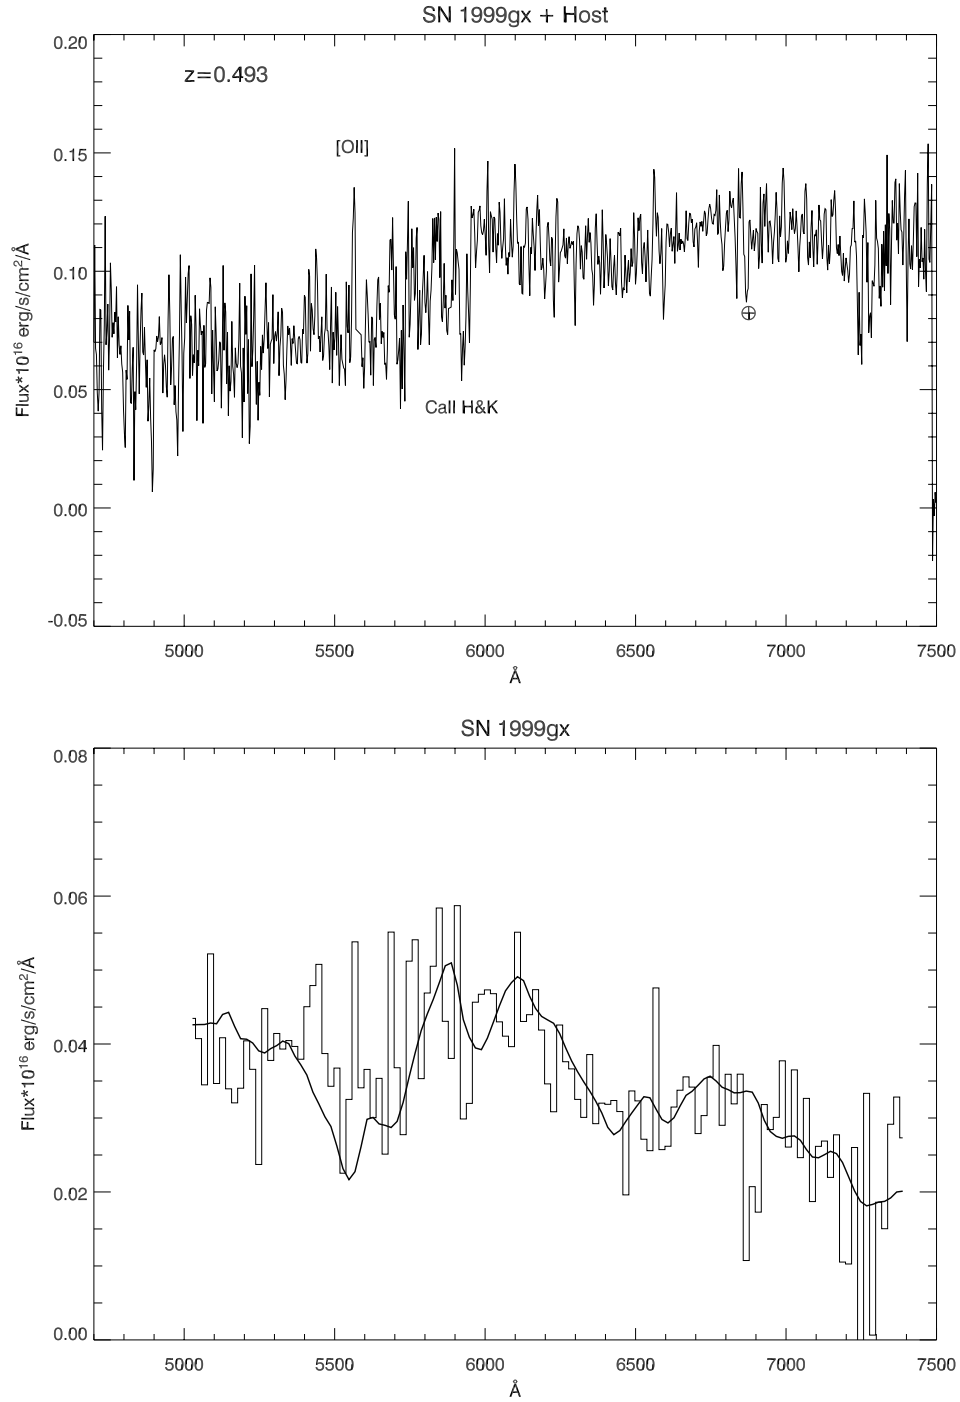 SN 1999gx + Host
0.20
z=0.493
[OII]
0.15
0.10
Flux*10¹⁶ erg/s/cm²/Å
⊕
0.05
CaII H&K
0.00
-0.05
5000 5500 6000 6500 7000 7500
Å
SN 1999gx
0.08
0.06
Flux*10¹⁶ erg/s/cm²/Å
0.04
0.02
0.00
5000 5500 6000 6500 7000 7500
Å